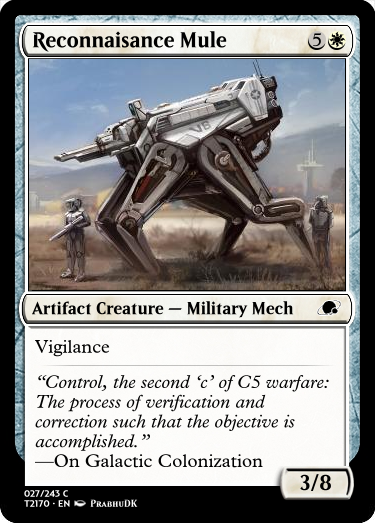 Reconnaisance Mule 5
V6
Artifact Creature — Military Mech
Vigilance
“Control, the second ‘c’ of C5 warfare:
The process of verification and
correction such that the objective is
accomplished.”
—On Galactic Colonization
3/8
027/243 C
T2170 · EN PrabhuDK